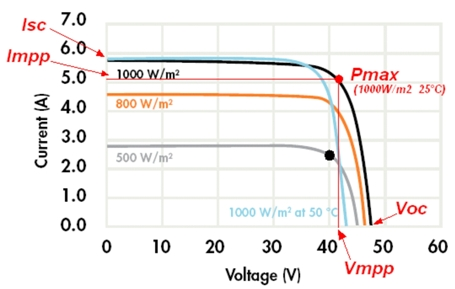 Isc
Impp
7.0
6.0
5.0
4.0
3.0
2.0
1.0
0.0
Current (A)
1000 W/m²
800 W/m²
500 W/m²
1000 W/m² at 50 °C
Pmax
(1000W/m2 25°C)
Voc
Vmpp
0 10 20 30 40 50 60
Voltage (V)